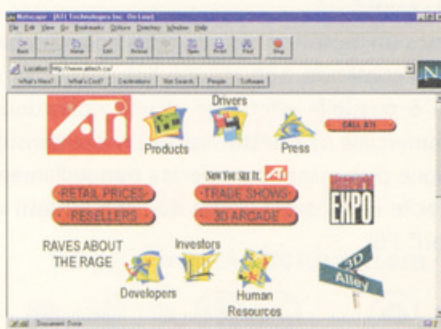 Netscape - [ATI Technologies Inc. On-Line]
File Edit View Go Bookmarks Options Directory Window Help
Back Home Edit Reload Open Print Find Stop
Location: http://www.atitech.ca/
What's New? What's Cool? Destinations Net Search People Software
N
ATi
Products
Drivers
Press
CALL ATI
NOW YOU SEE IT. ATi
RETAIL PRICES
TRADE SHOWS
RESELLERS
3D ARCADE
EXPO
RAVES ABOUT
THE RAGE
Developers
Investors
Human
Resources
3D
Alley
Document: Done